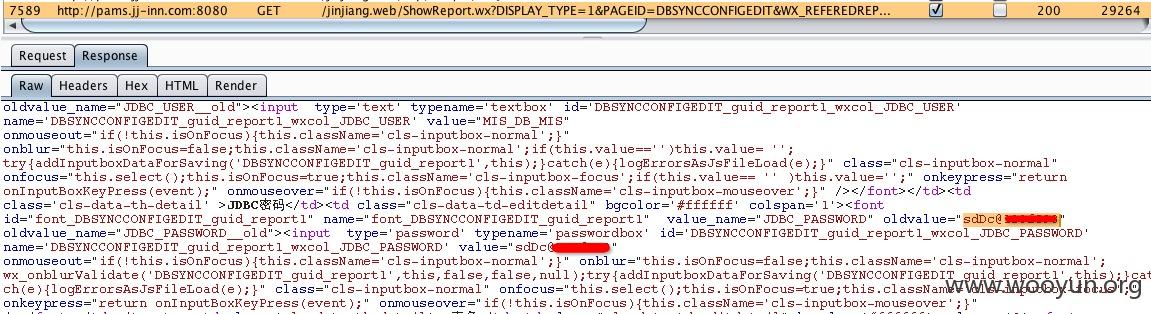 7589 http://pams.jj-inn.com:8080 GET /jinjiang.web/ShowReport.wx?DISPLAY_TYPE=1&PAGEID=DBSYNCCONFIGEDIT&WX_REFEREDREP... 200 29264
Request Response
Raw Headers Hex HTML Render
oldvalue_name="JDBC_USER__old"><input type='text' typename='textbox' id='DBSYNCCONFIGEDIT_guid_report1_wxcol_JDBC_USER'
name='DBSYNCCONFIGEDIT_guid_report1_wxcol_JDBC_USER' value="MIS_DB_MIS"
onmouseout="if(!this.isOnFocus){this.className='cls-inputbox-normal';}"
onblur="this.isOnFocus=false;this.className='cls-inputbox-normal';if(this.value=='')this.value= '';
try{addInputboxDataForSaving('DBSYNCCONFIGEDIT_guid_report1',this);}catch(e){logErrorsAsJsFileLoad(e);}" class="cls-inputbox-normal"
onfocus="this.select();this.isOnFocus=true;this.className='cls-inputbox-focus';if(this.value== '' )this.value='';" onkeypress="return
onInputBoxKeyPress(event);" onmouseover="if(!this.isOnFocus){this.className='cls-inputbox-mouseover';}" /></font></td><td
class='cls-data-th-detail' >JDBC密码</td><td class="cls-data-td-editdetail" bgcolor='#ffffff' colspan='1'><font
id="font_DBSYNCCONFIGEDIT_guid_report1" name="font_DBSYNCCONFIGEDIT_guid_report1" value_name="JDBC_PASSWORD" oldvalue="sdDc@
oldvalue_name="JDBC_PASSWORD__old"><input type='password' typename='passwordbox' id='DBSYNCCONFIGEDIT_guid_report1_wxcol_JDBC_PASSWORD'
name='DBSYNCCONFIGEDIT_guid_report1_wxcol_JDBC_PASSWORD' value="sdDc@
onmouseout="if(!this.isOnFocus){this.className='cls-inputbox-normal';}" onblur="this.isOnFocus=false;this.className='cls-inputbox-normal';
wx_onblurValidate('DBSYNCCONFIGEDIT_guid_report1',this,false,false,null);try{addInputboxDataForSaving('DBSYNCCONFIGEDIT_guid_report1',this);}cat
ch(e){logErrorsAsJsFileLoad(e);}" class="cls-inputbox-normal" onfocus="this.select();this.isOnFocus=true;this.className='cls-inputbox-focus';"
onkeypress="return onInputBoxKeyPress(event);" onmouseover="if(!this.isOnFocus){this.className='cls-inputbox-mouseover';}"
www.wooyun.org